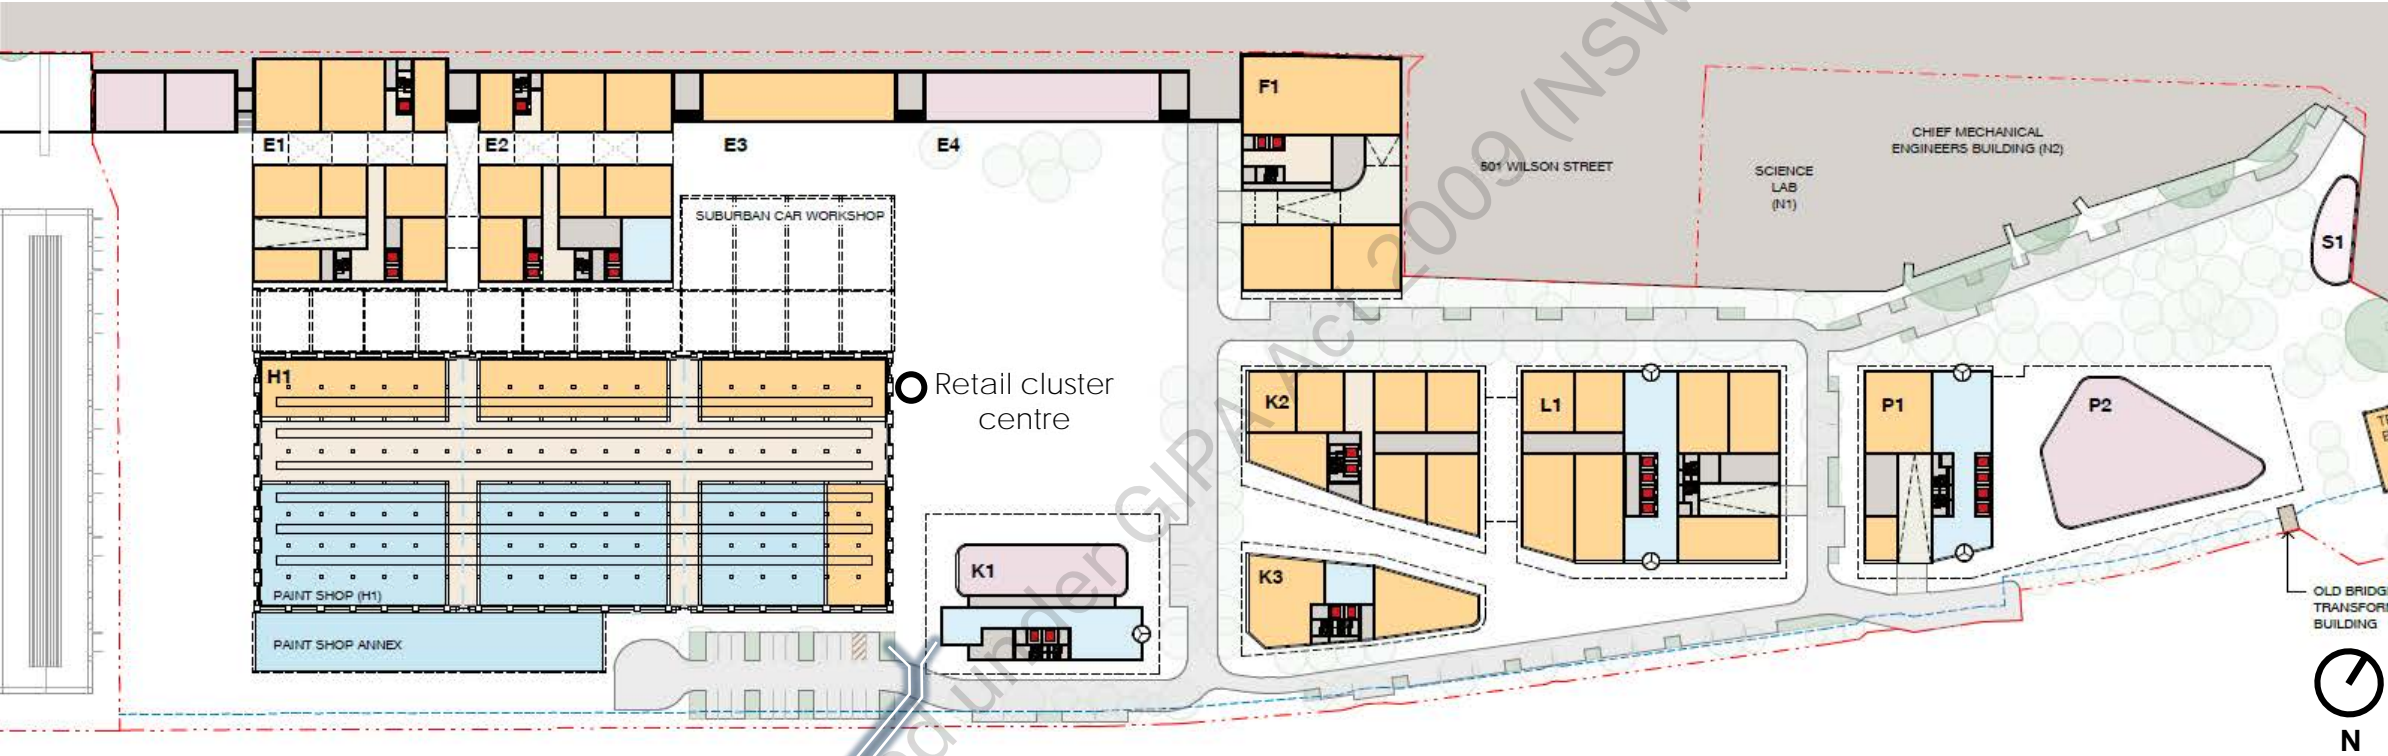 F1
E1
E2
E3
E4
501 WILSON STREET
SCIENCE
LAB
(N1)
CHIEF MECHANICAL
ENGINEERS BUILDING (N2)
S1
SUBURBAN CAR WORKSHOP
H1
Retail cluster
centre
K2
L1
P1
P2
K1
K3
PAINT SHOP (H1)
PAINT SHOP ANNEX
OLD BRIDGE
TRANSFOR
BUILDING
N
under GIPA Act 2009 (NSW